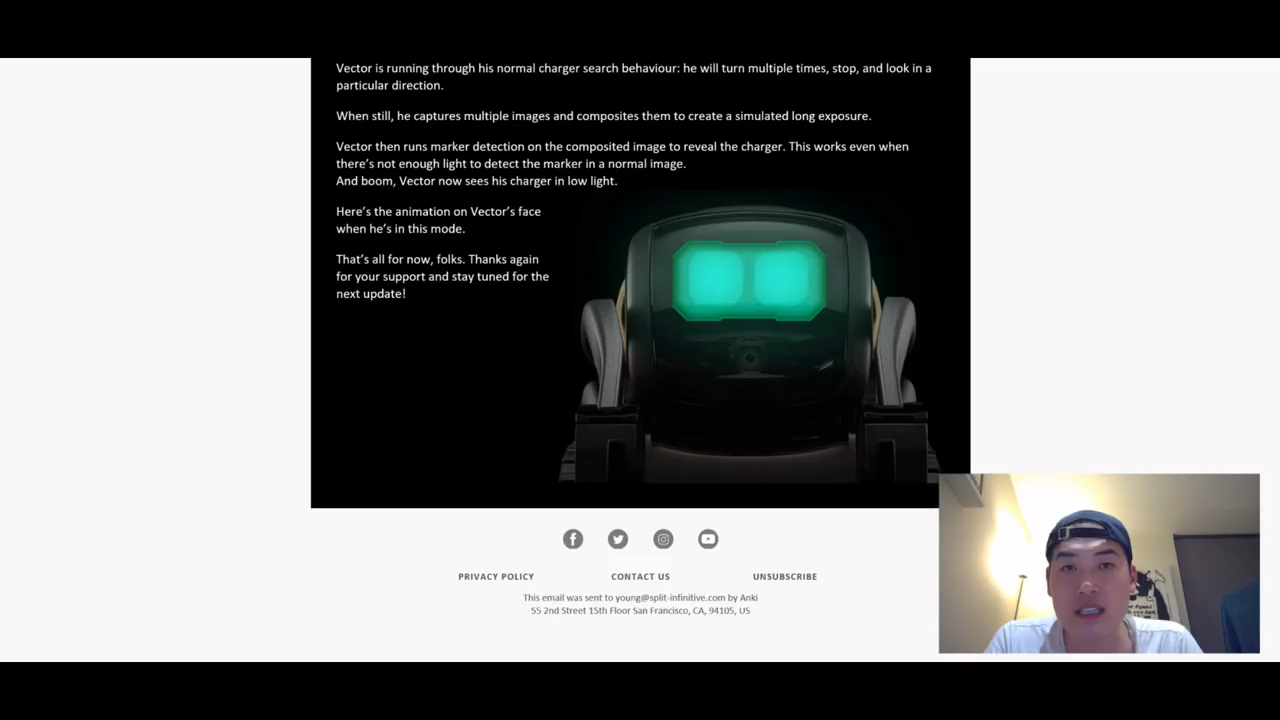 Vector is running through his normal charger search behaviour: he will turn multiple times, stop, and look in a
particular direction.
When still, he captures multiple images and composites them to create a simulated long exposure.
Vector then runs marker detection on the composited image to reveal the charger. This works even when
there’s not enough light to detect the marker in a normal image.
And boom, Vector now sees his charger in low light.
Here’s the animation on Vector’s face
when he’s in this mode.
That’s all for now, folks. Thanks again
for your support and stay tuned for the
next update!
PRIVACY POLICY CONTACT US UNSUBSCRIBE
This email was sent to young@split-infinitive.com by Anki
55 2nd Street 15th Floor San Francisco, CA, 94105, US